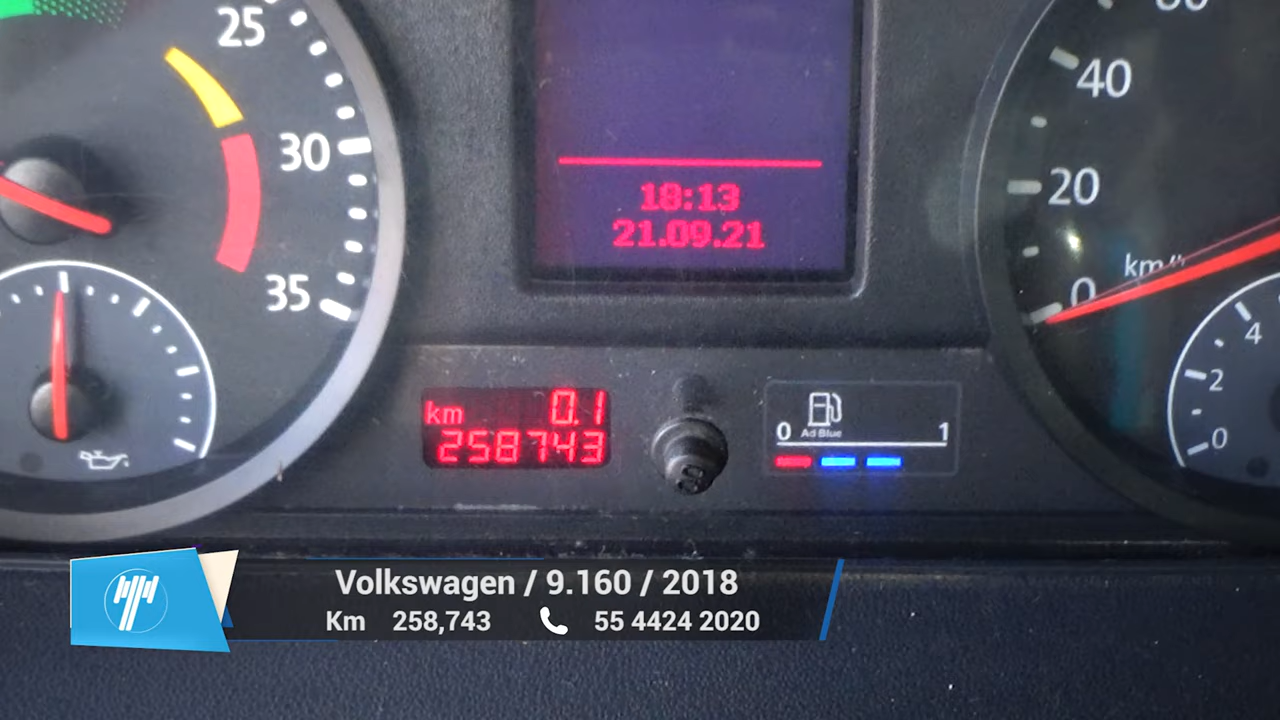 25
30
35
18:13
21.09.21
40
20
km/h
0
4
2
0
km 0.1
258743
0 Ad Blue 1
Volkswagen / 9.160 / 2018
Km 258,743 55 4424 2020